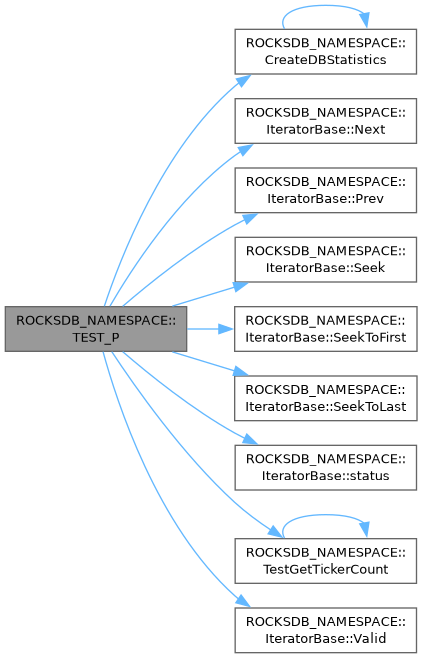 ROCKSDB_NAMESPACE::
CreateDBStatistics
ROCKSDB_NAMESPACE::
IteratorBase::Next
ROCKSDB_NAMESPACE::
IteratorBase::Prev
ROCKSDB_NAMESPACE::
IteratorBase::Seek
ROCKSDB_NAMESPACE::
TEST_P
ROCKSDB_NAMESPACE::
IteratorBase::SeekToFirst
ROCKSDB_NAMESPACE::
IteratorBase::SeekToLast
ROCKSDB_NAMESPACE::
IteratorBase::status
ROCKSDB_NAMESPACE::
TestGetTickerCount
ROCKSDB_NAMESPACE::
IteratorBase::Valid